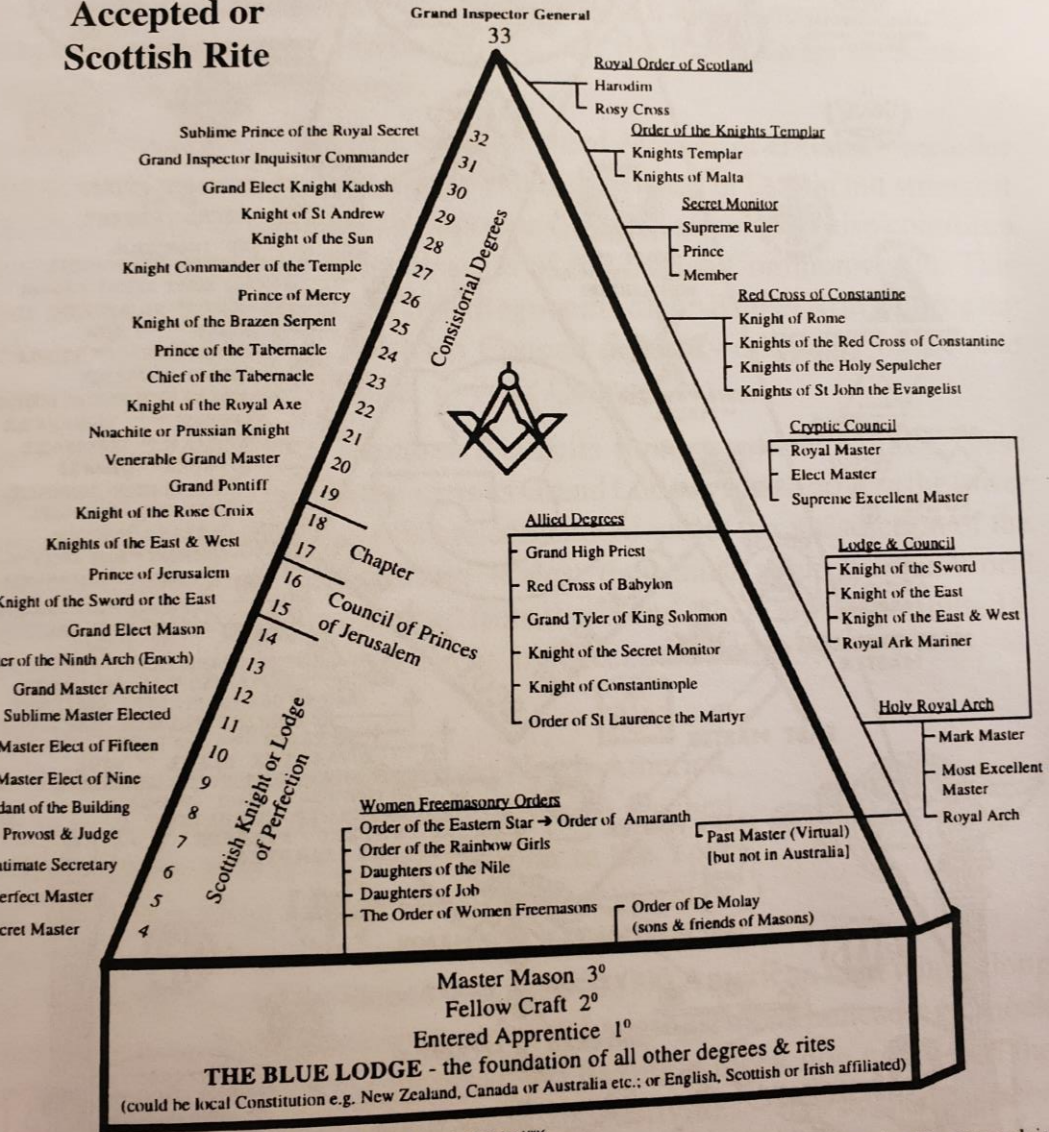 Accepted or
Scottish Rite
Grand Inspector General
33
Sublime Prince of the Royal Secret 32
Grand Inspector Inquisitor Commander 31
Grand Elect Knight Kadosh 30
Knight of St Andrew 29
Knight of the Sun 28
Knight Commander of the Temple 27
Prince of Mercy 26
Knight of the Brazen Serpent 25
Prince of the Tabernacle 24
Chief of the Tabernacle 23
Knight of the Royal Axe 22
Noachite or Prussian Knight 21
Venerable Grand Master 20
Grand Pontiff 19
Knight of the Rose Croix 18
Knights of the East & West 17
Prince of Jerusalem 16
Knight of the Sword or the East 15
Grand Elect Mason 14
er of the Ninth Arch (Enoch) 13
Grand Master Architect 12
Sublime Master Elected 11
Master Elect of Fifteen 10
Master Elect of Nine 9
dant of the Building 8
Provost & Judge 7
timate Secretary 6
erfect Master 5
cret Master 4
Consistorial Degrees
Chapter
Council of Princes
of Jerusalem
Scottish Knight or Lodge
of Perfection
Royal Order of Scotland
Harodim
Rosy Cross
Order of the Knights Templar
Knights Templar
Knights of Malta
Secret Monitor
Supreme Ruler
Prince
Member
Red Cross of Constantine
Knight of Rome
Knights of the Red Cross of Constantine
Knights of the Holy Sepulcher
Knights of St John the Evangelist
Cryptic Council
Royal Master
Elect Master
Supreme Excellent Master
Allied Degrees
Grand High Priest
Red Cross of Babylon
Grand Tyler of King Solomon
Knight of the Secret Monitor
Knight of Constantinople
Order of St Laurence the Martyr
Lodge & Council
Knight of the Sword
Knight of the East
Knight of the East & West
Royal Ark Mariner
Holy Royal Arch
Mark Master
Most Excellent
Master
Royal Arch
Women Freemasonry Orders
Order of the Eastern Star → Order of Amaranth
Order of the Rainbow Girls
Daughters of the Nile
Daughters of Job
The Order of Women Freemasons
Past Master (Virtual)
[but not in Australia]
Order of De Molay
(sons & friends of Masons)
Master Mason 3º
Fellow Craft 2º
Entered Apprentice 1º
THE BLUE LODGE - the foundation of all other degrees & rites
(could be local Constitution e.g. New Zealand, Canada or Australia etc.; or English, Scottish or Irish affiliated)